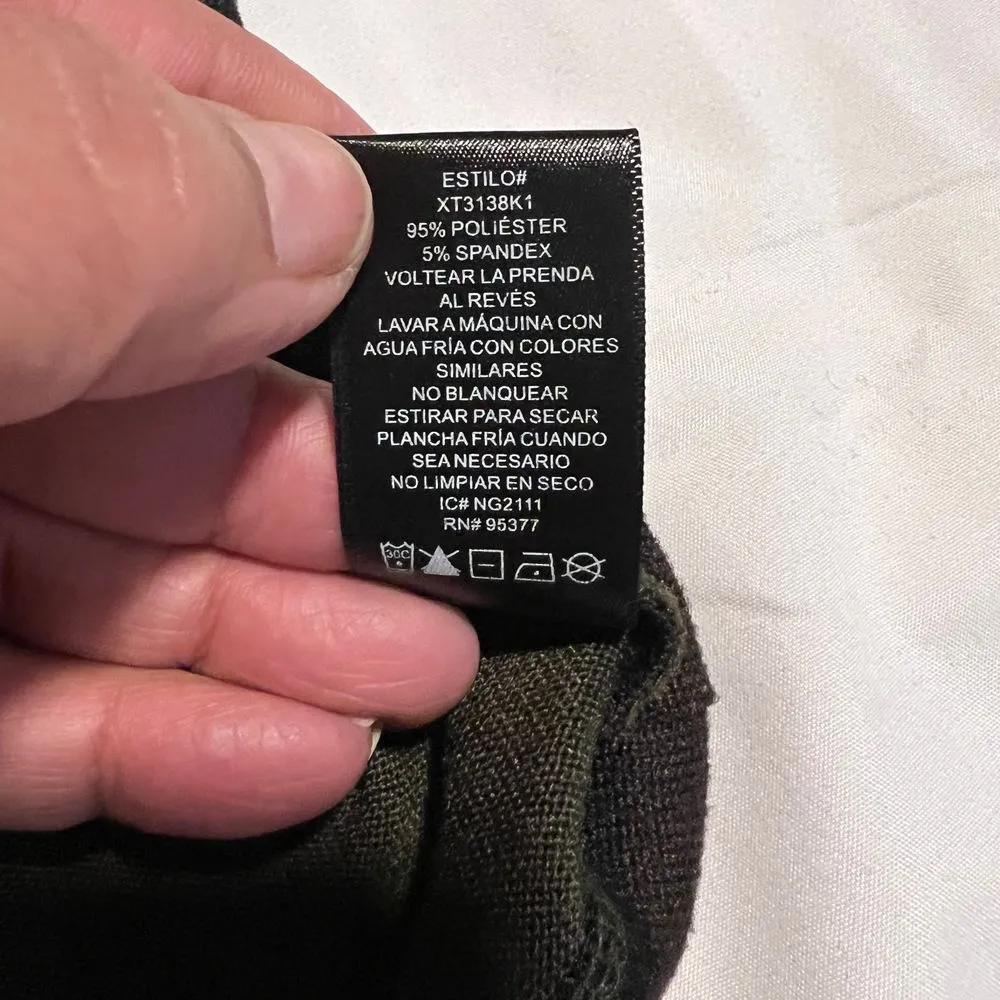 ESTILO#
XT3138K1
95% POLIÉSTER
5% SPANDEX
VOLTEAR LA PRENDA
AL REVÉS
LAVAR A MÁQUINA CON
AGUA FRÍA CON COLORES
SIMILARES
NO BLANQUEAR
ESTIRAR PARA SECAR
PLANCHA FRÍA CUANDO
SEA NECESARIO
NO LIMPIAR EN SECO
IC# NG2111
RN# 95377
30C